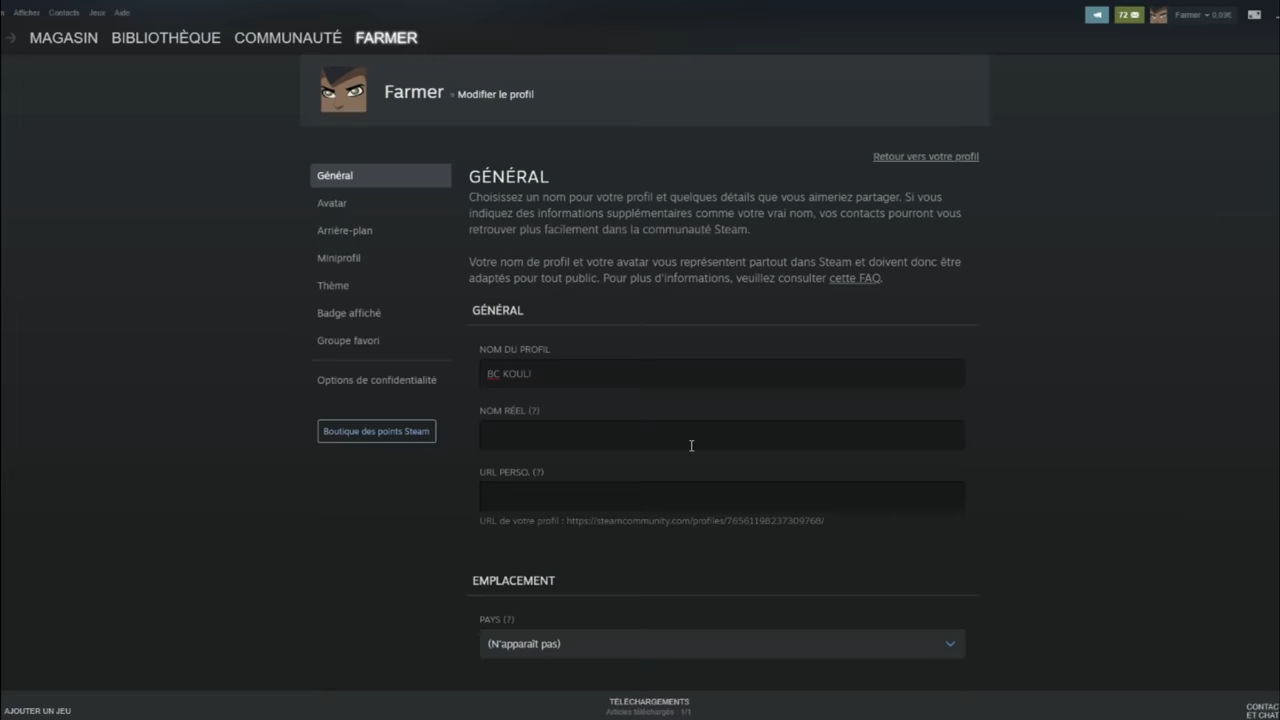 Afficher Contacts Jeux Aide
72 Farmer 0,09€
MAGASIN BIBLIOTHÈQUE COMMUNAUTÉ FARMER
Farmer » Modifier le profil
Retour vers votre profil
Général
Avatar
Arrière-plan
Miniprofil
Thème
Badge affiché
Groupe favori
Options de confidentialité
Boutique des points Steam
GÉNÉRAL
Choisissez un nom pour votre profil et quelques détails que vous aimeriez partager. Si vous
indiquez des informations supplémentaires comme votre vrai nom, vos contacts pourront vous
retrouver plus facilement dans la communauté Steam.
Votre nom de profil et votre avatar vous représentent partout dans Steam et doivent donc être
adaptés pour tout public. Pour plus d'informations, veuillez consulter cette FAQ.
GÉNÉRAL
NOM DU PROFIL
BC KOULI
NOM RÉEL (?)
URL PERSO. (?)
URL de votre profil : https://steamcommunity.com/profiles/76561198237309768/
EMPLACEMENT
PAYS (?)
(N'apparaît pas)
AJOUTER UN JEU
TÉLÉCHARGEMENTS
Articles téléchargés : 1/1
CONTAC
ET CHAT